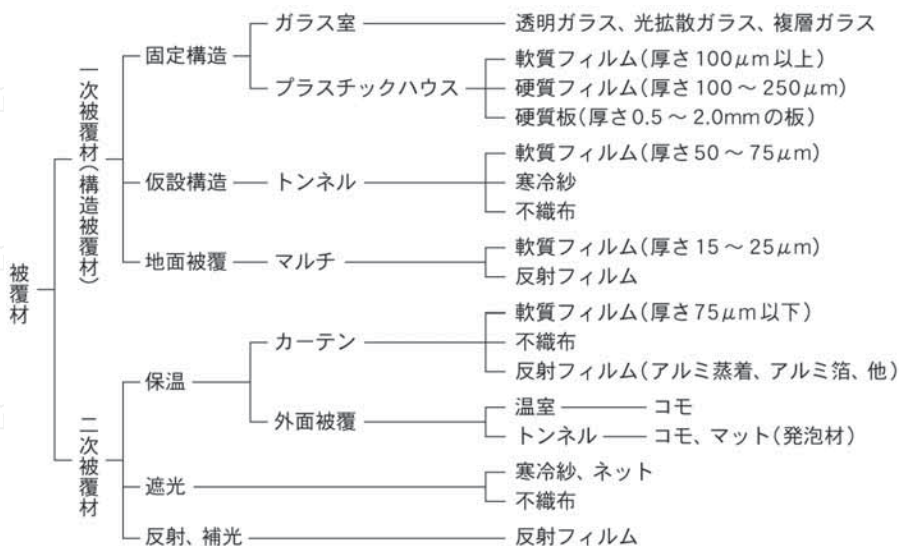 被覆材
一次被覆材(構造被覆材)
固定構造
ガラス室
透明ガラス、光拡散ガラス、複層ガラス
プラスチックハウス
軟質フィルム(厚さ100μm以上)
硬質フィルム(厚さ100～250μm)
硬質板(厚さ0.5～2.0mmの板)
仮設構造
トンネル
軟質フィルム(厚さ50～75μm)
寒冷紗
不織布
地面被覆
マルチ
軟質フィルム(厚さ15～25μm)
反射フィルム
二次被覆材
保温
カーテン
軟質フィルム(厚さ75μm以下)
不織布
反射フィルム(アルミ蒸着、アルミ箔、他)
外面被覆
温室
コモ
トンネル
コモ、マット(発泡材)
遮光
寒冷紗、ネット
不織布
反射、補光
反射フィルム